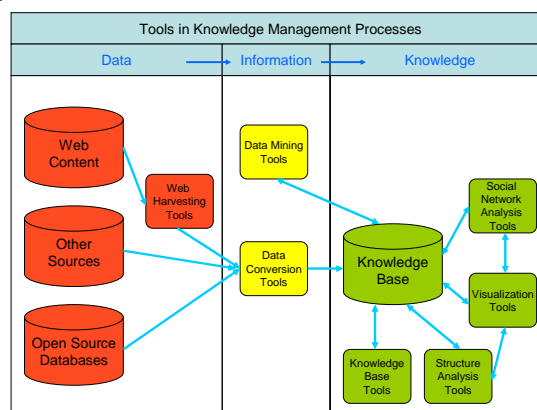 Tools in Knowledge Management Processes
Data
Information
Knowledge
Web
Content
Web
Harvesting
Tools
Other
Sources
Open Source
Databases
Data Mining
Tools
Data
Conversion
Tools
Knowledge
Base
Social
Network
Analysis
Tools
Visualization
Tools
Knowledge
Base
Tools
Structure
Analysis
Tools